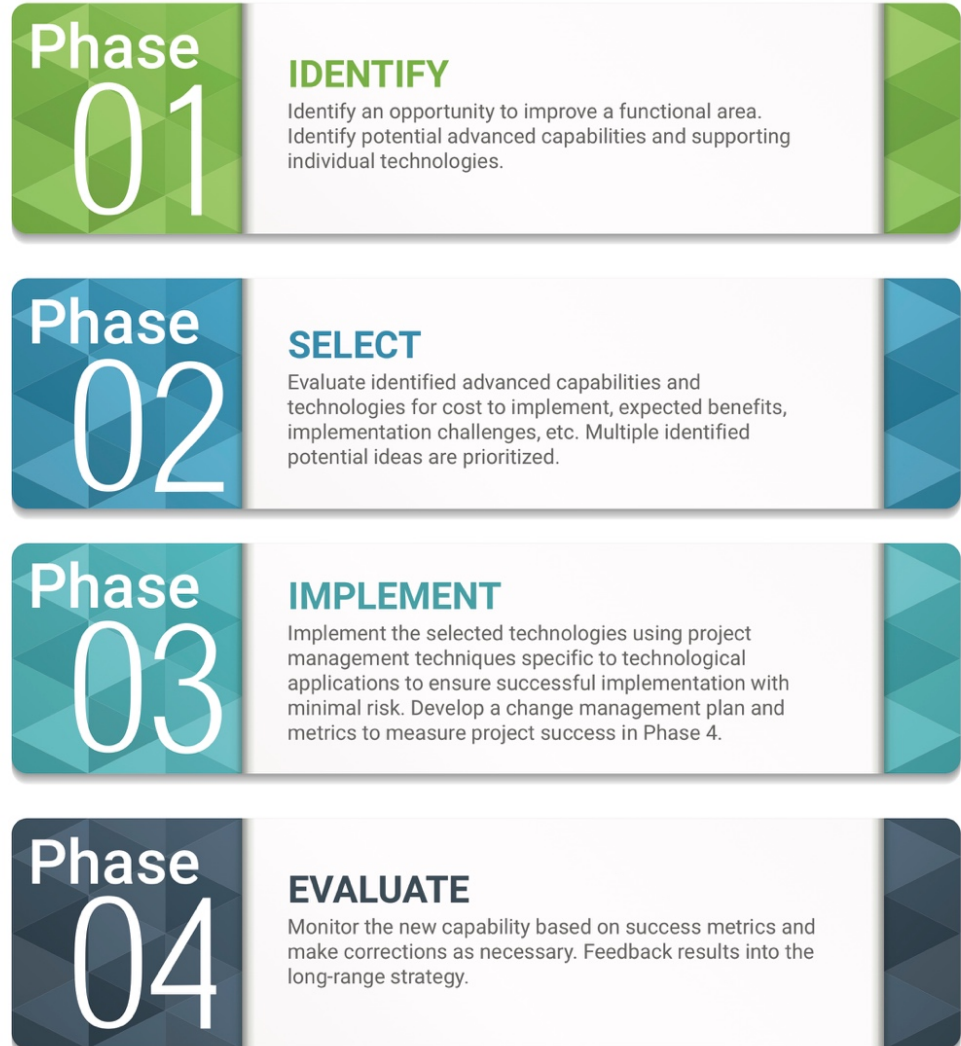 Phase
01
IDENTIFY
Identify an opportunity to improve a functional area.
Identify potential advanced capabilities and supporting
individual technologies.
Phase
02
SELECT
Evaluate identified advanced capabilities and
technologies for cost to implement, expected benefits,
implementation challenges, etc. Multiple identified
potential ideas are prioritized.
Phase
03
IMPLEMENT
Implement the selected technologies using project
management techniques specific to technological
applications to ensure successful implementation with
minimal risk. Develop a change management plan and
metrics to measure project success in Phase 4.
Phase
04
EVALUATE
Monitor the new capability based on success metrics and
make corrections as necessary. Feedback results into the
long-range strategy.